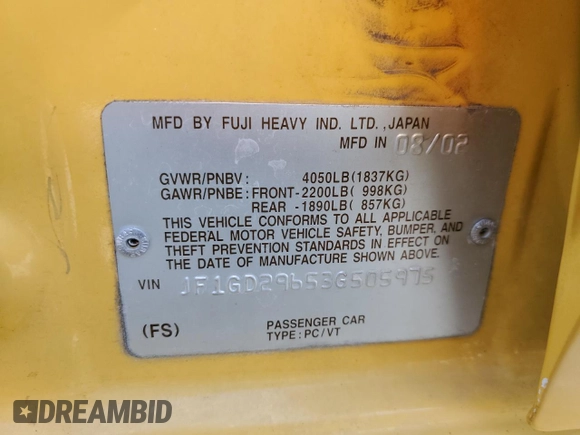 MFD BY FUJI HEAVY IND. LTD.,JAPAN
MFD IN 08/02
GVWR/PNBV: 4050LB(1837KG)
GAWR/PNBE: FRONT-2200LB( 998KG)
REAR -1890LB( 857KG)
THIS VEHICLE CONFORMS TO ALL APPLICABLE
FEDERAL MOTOR VEHICLE SAFETY, BUMPER, AND
THEFT PREVENTION STANDARDS IN EFFECT ON
THE DATE OF MANUFACTURE SHOWN ABOVE.
VIN JF1GD29653G505975
(FS) PASSENGER CAR
TYPE:PC/VT
DREAMBID